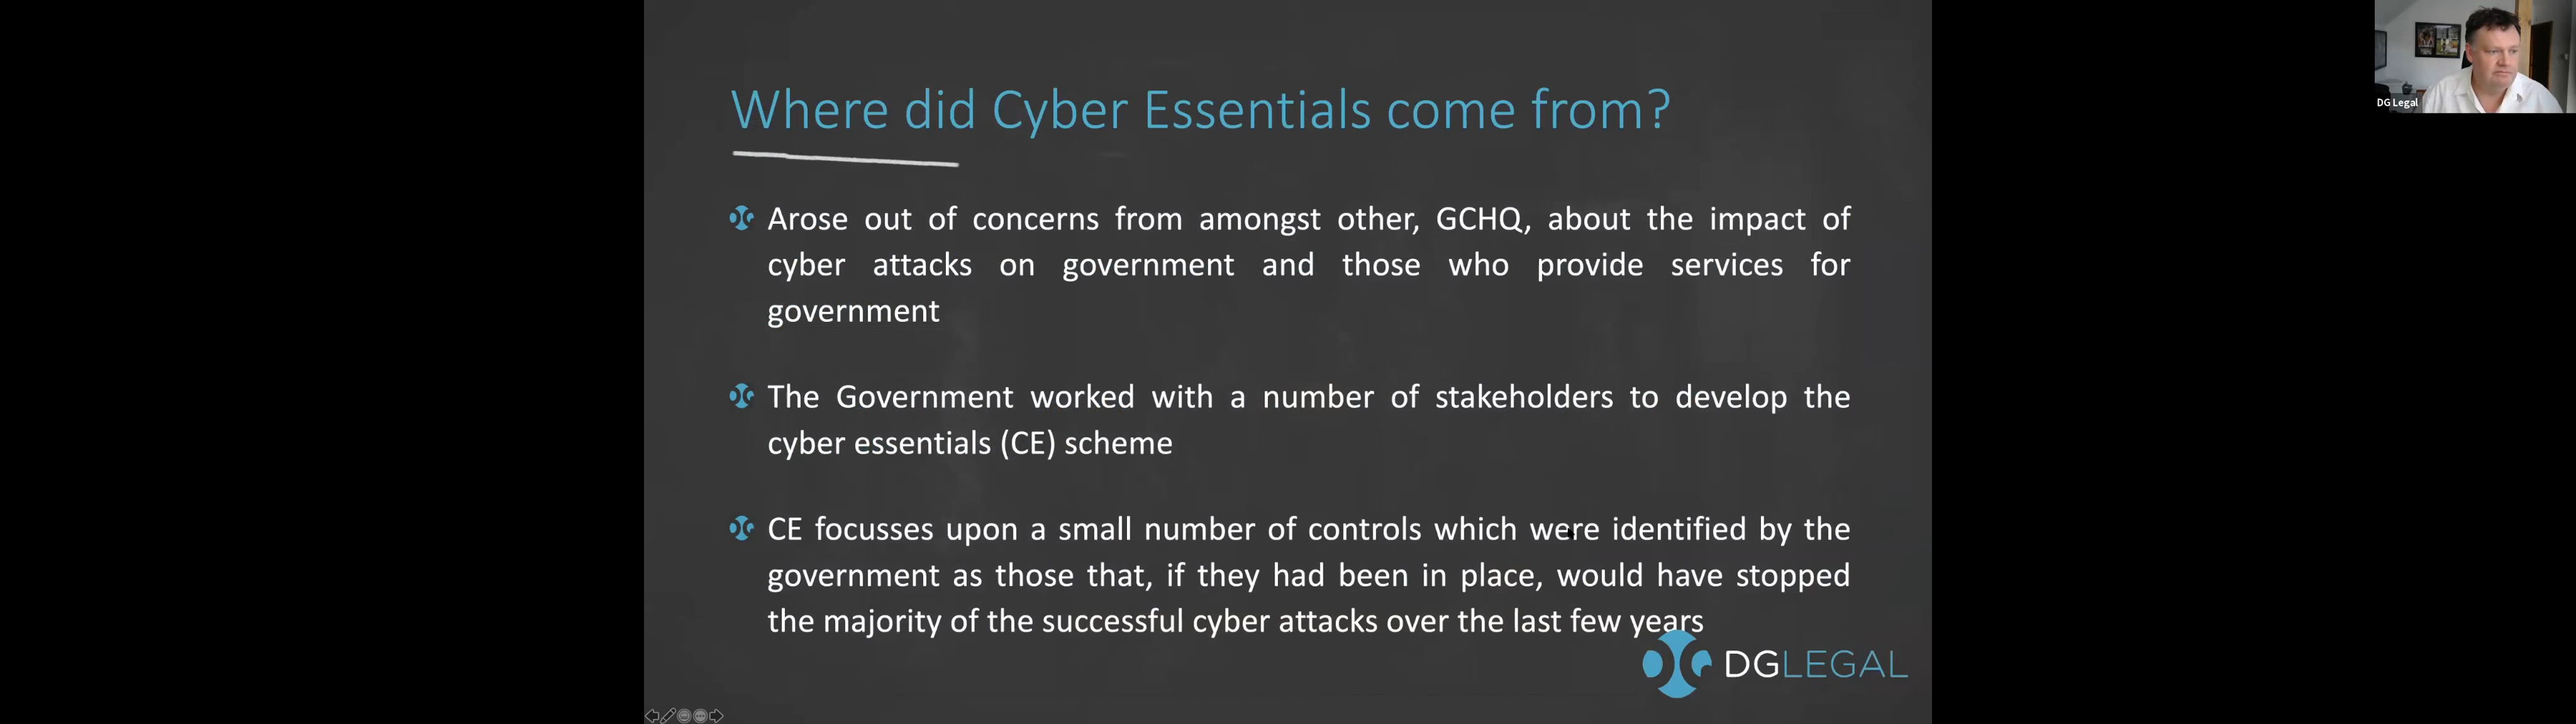 Where did Cyber Essentials come from?
Arose out of concerns from amongst other, GCHQ, about the impact of
cyber attacks on government and those who provide services for
government
The Government worked with a number of stakeholders to develop the
cyber essentials (CE) scheme
CE focusses upon a small number of controls which were identified by the
government as those that, if they had been in place, would have stopped
the majority of the successful cyber attacks over the last few years
DGLEGAL
DG Legal